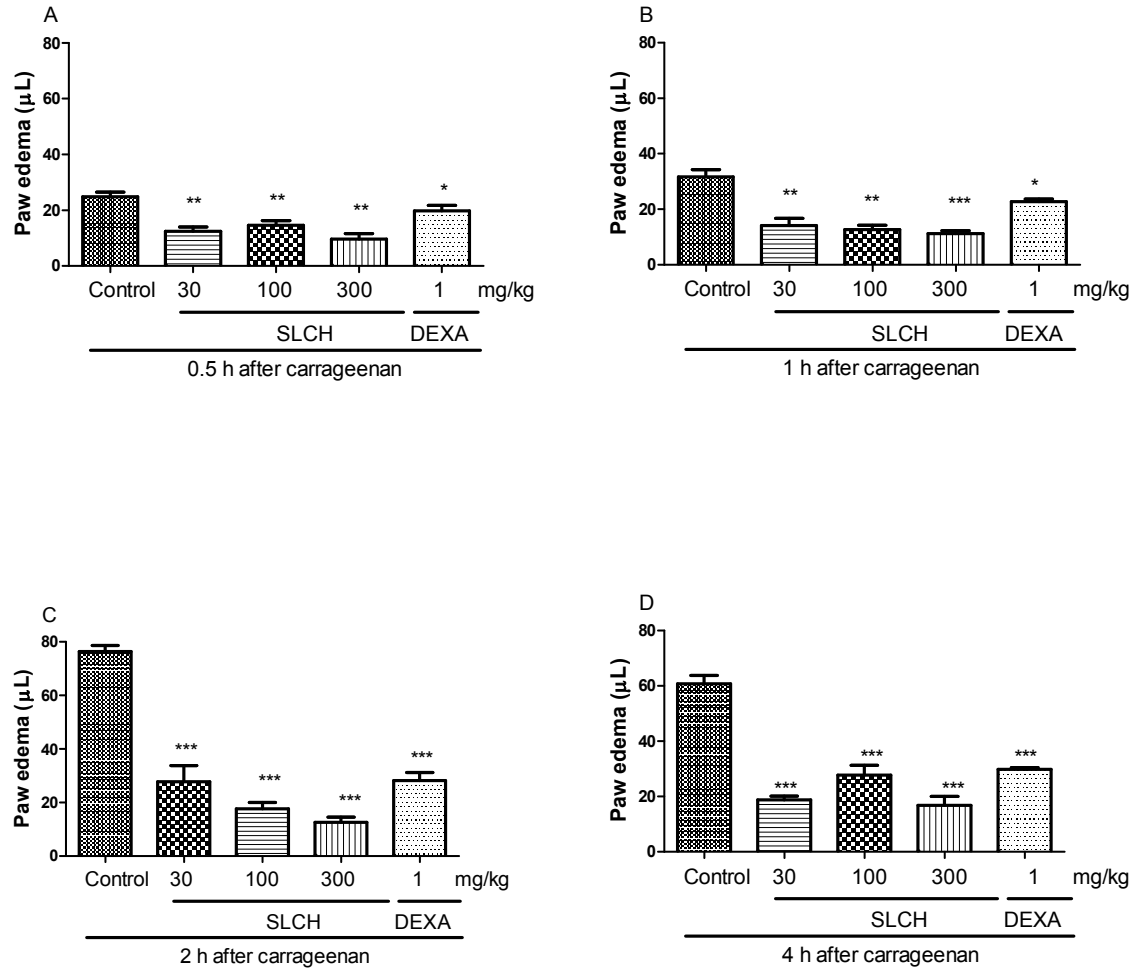 A
Paw edema (μL)
80
60
40
20
0
** ** ** *
Control 30 100 300 1 mg/kg
SLCH DEXA
0.5 h after carrageenan
B
Paw edema (μL)
80
60
40
20
0
** ** *** *
Control 30 100 300 1 mg/kg
SLCH DEXA
1 h after carrageenan
C
Paw edema (μL)
80
60
40
20
0
*** *** *** ***
Control 30 100 300 1 mg/kg
SLCH DEXA
2 h after carrageenan
D
Paw edema (μL)
80
60
40
20
0
*** *** *** ***
Control 30 100 300 1 mg/kg
SLCH DEXA
4 h after carrageenan